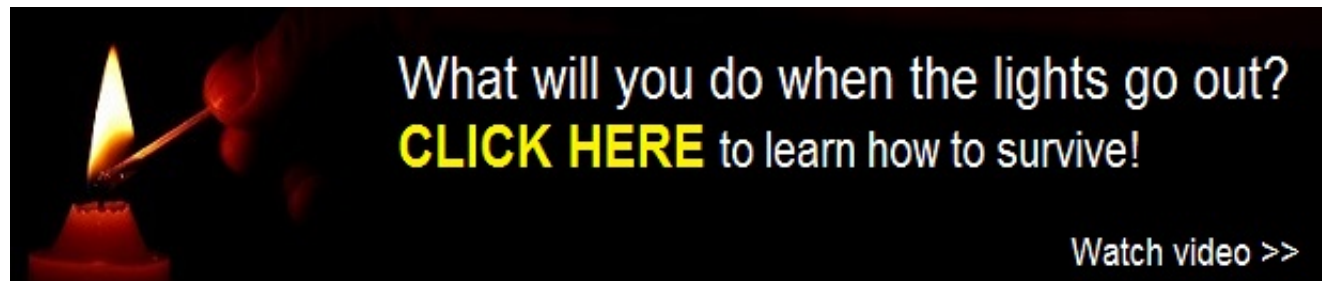 What will you do when the lights go out?
CLICK HERE to learn how to survive!
Watch video >>